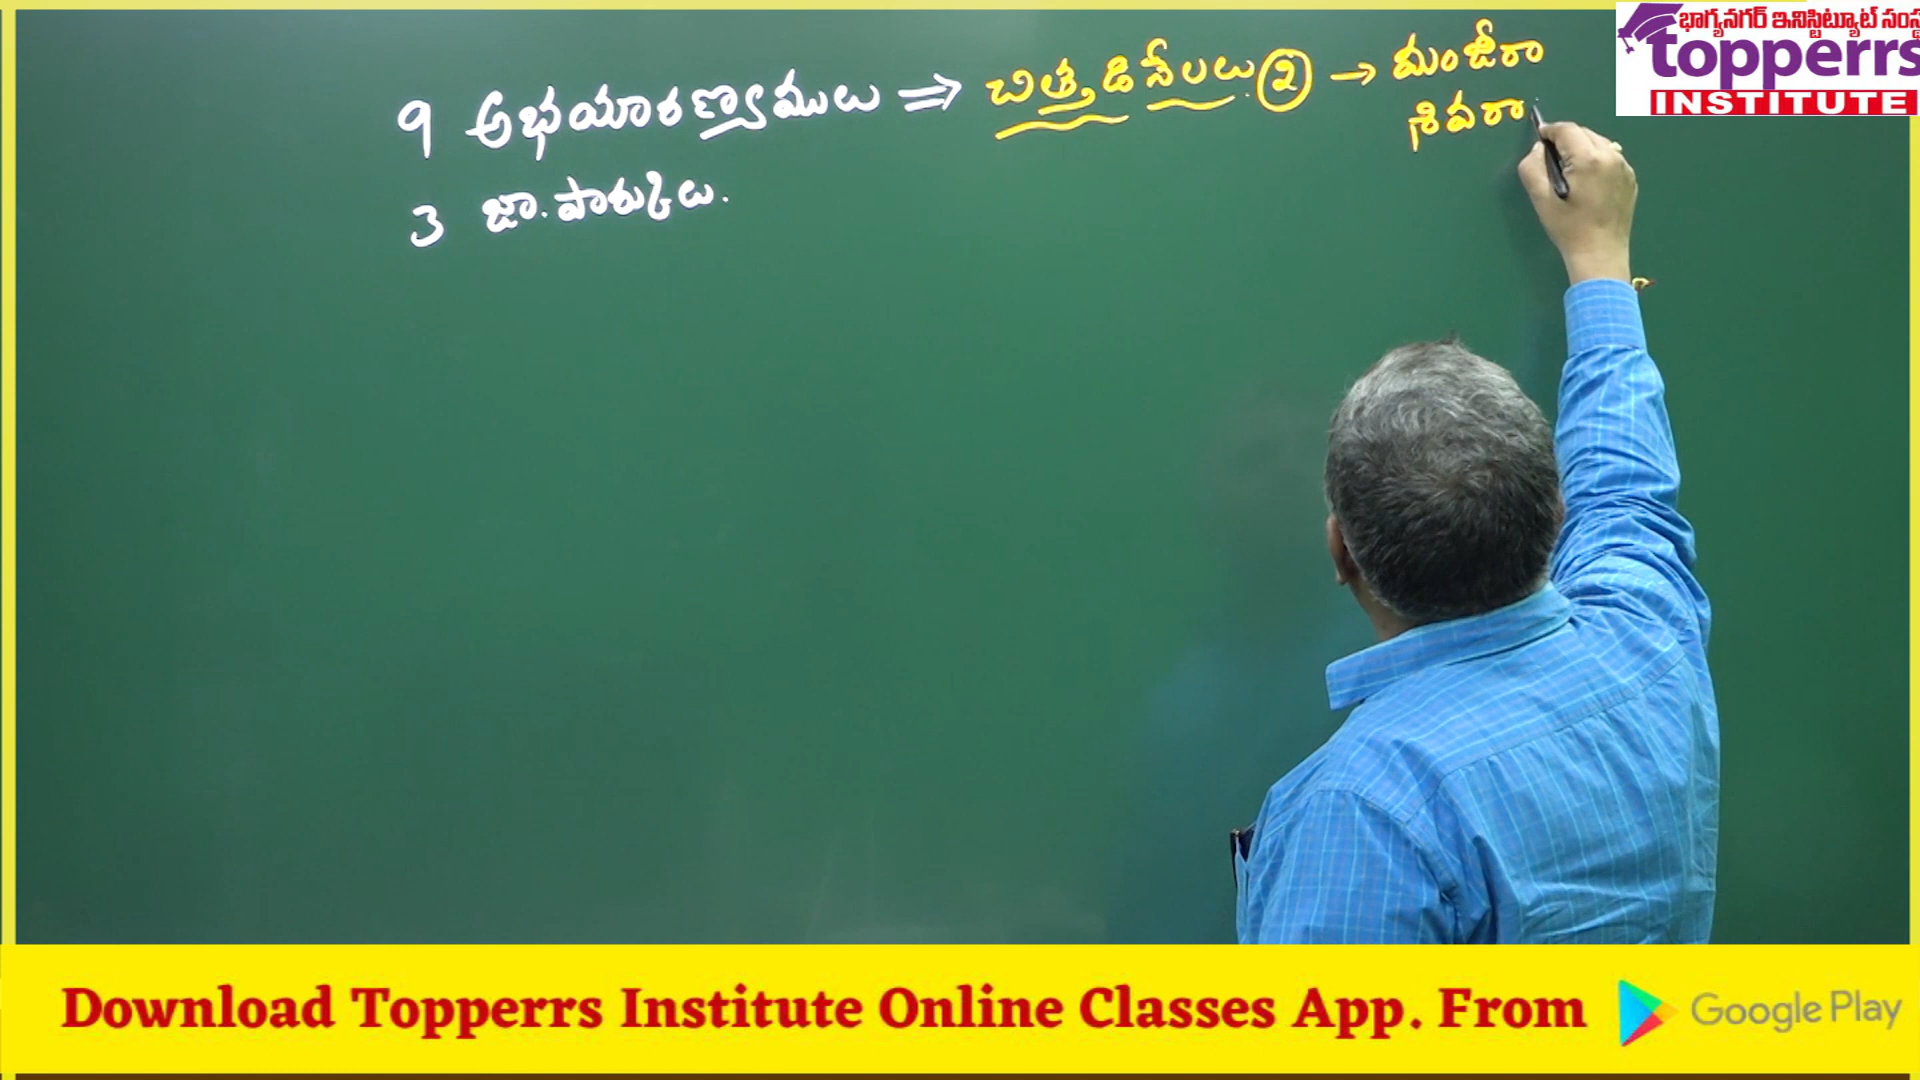 భాగ్యనగర్ ఇనిస్టిట్యూట్ సంస్థ
topperrs
INSTITUTE
9 అభయారణ్యాములు ⇒ చిత్తడి నేలలు ② → మంజీరా
శివరా
3 జా. పార్కులు.
Download Topperrs Institute Online Classes App. From Google Play